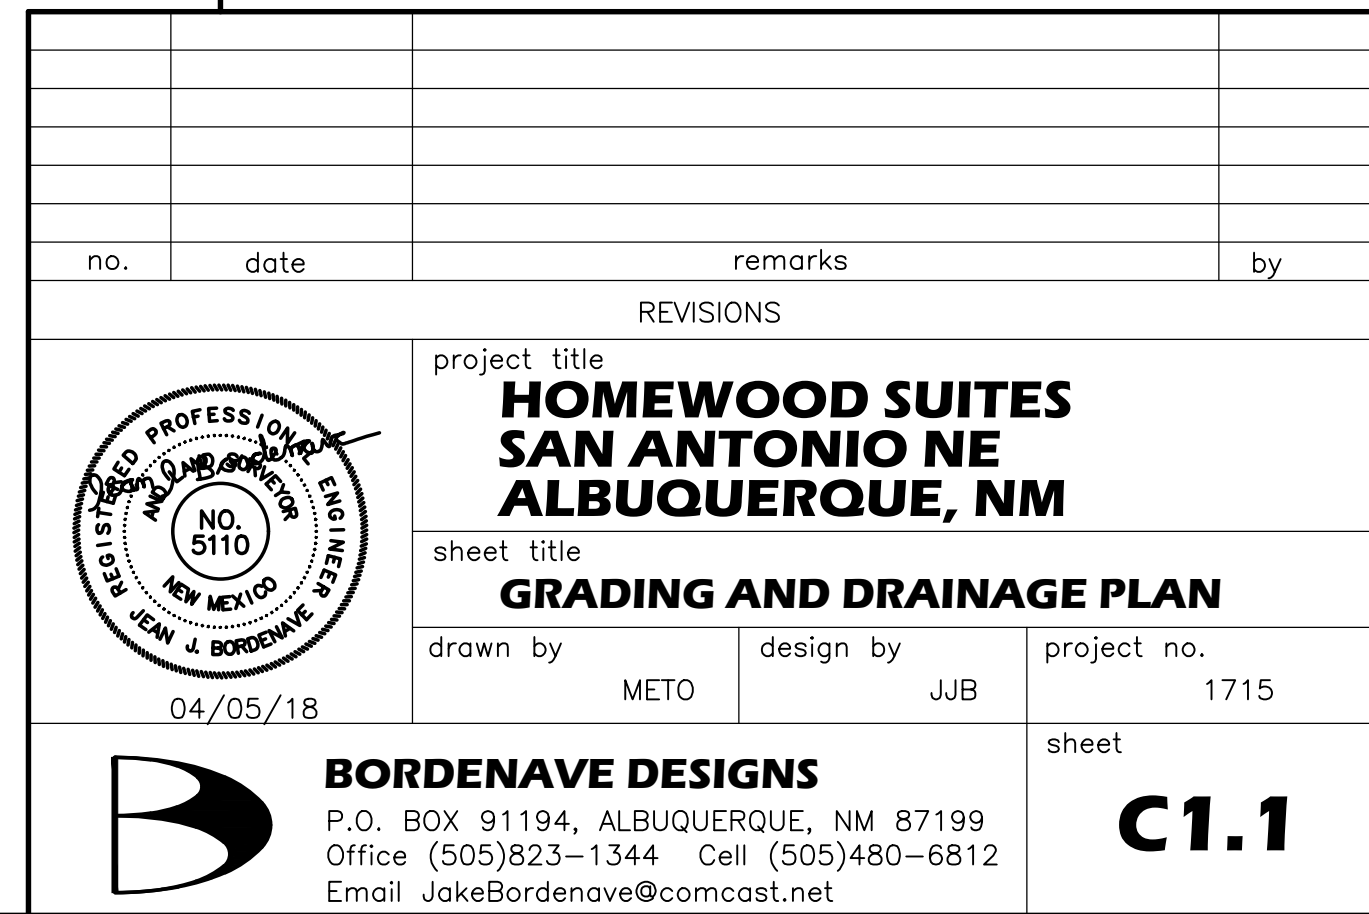 no. date remarks by
REVISIONS
REGISTERED PROFESSIONAL ENGINEER
AND LAND SURVEYOR
NO.
5110
NEW MEXICO
JEAN J. BORDENAVE
04/05/18
project title
HOMEWOOD SUITES
SAN ANTONIO NE
ALBUQUERQUE, NM
sheet title
GRADING AND DRAINAGE PLAN
drawn by design by project no.
METO JJB 1715
BORDENAVE DESIGNS
P.O. BOX 91194, ALBUQUERQUE, NM 87199
Office (505)823-1344 Cell (505)480-6812
Email JakeBordenave@comcast.net
sheet
C1.1